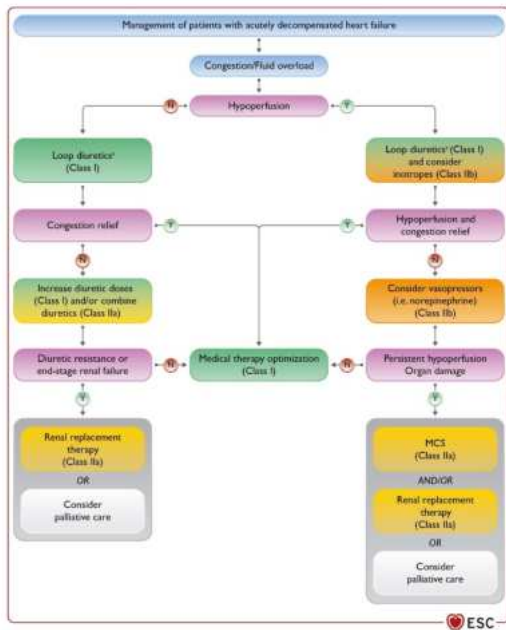 Management of patients with acutely decompensated heart failure
Congestion/Fluid overload
Hypoperfusion
N
Y
Loop diureticsᵃ
(Class I)
Loop diureticsᵃ (Class I)
and consider
inotropes (Class IIb)
Congestion relief
Y
Y
Hypoperfusion and
congestion relief
N
N
Increase diuretic doses
(Class I) and/or combine
diuretics (Class IIa)
Consider vasopressors
(i.e. norepinephrine)
(Class IIb)
Diuretic resistance or
end-stage renal failure
N
Medical therapy optimization
(Class I)
N
Persistent hypoperfusion
Organ damage
Y
Y
Renal replacement
therapy
(Class IIa)
OR
Consider
palliative care
MCS
(Class IIa)
AND/OR
Renal replacement
therapy
(Class IIa)
OR
Consider
palliative care
ESC